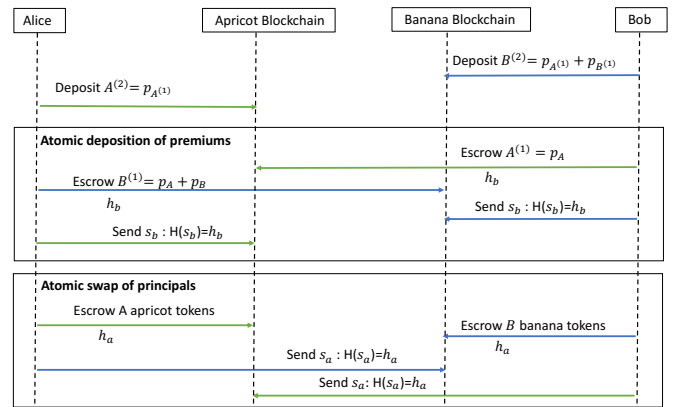 Alice
Apricot Blockchain
Banana Blockchain
Bob
Deposit B^(2) = p_A^(1) + p_B^(1)
Deposit A^(2) = p_A^(1)
Atomic deposition of premiums
Escrow A^(1) = p_A
h_b
Escrow B^(1) = p_A + p_B
h_b
Send s_b : H(s_b)=h_b
Send s_b : H(s_b)=h_b
Atomic swap of principals
Escrow A apricot tokens
h_a
Escrow B banana tokens
h_a
Send s_a : H(s_a)=h_a
Send s_a: H(s_a)=h_a